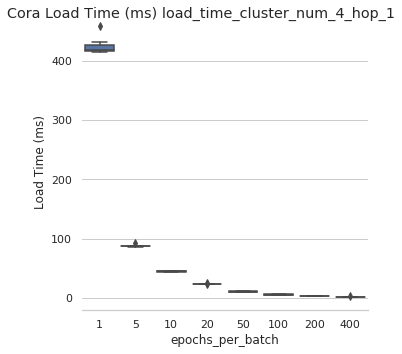 Cora Load Time (ms) load_time_cluster_num_4_hop_1
400
300
200
100
0
Load Time (ms)
1 5 10 20 50 100 200 400
epochs_per_batch